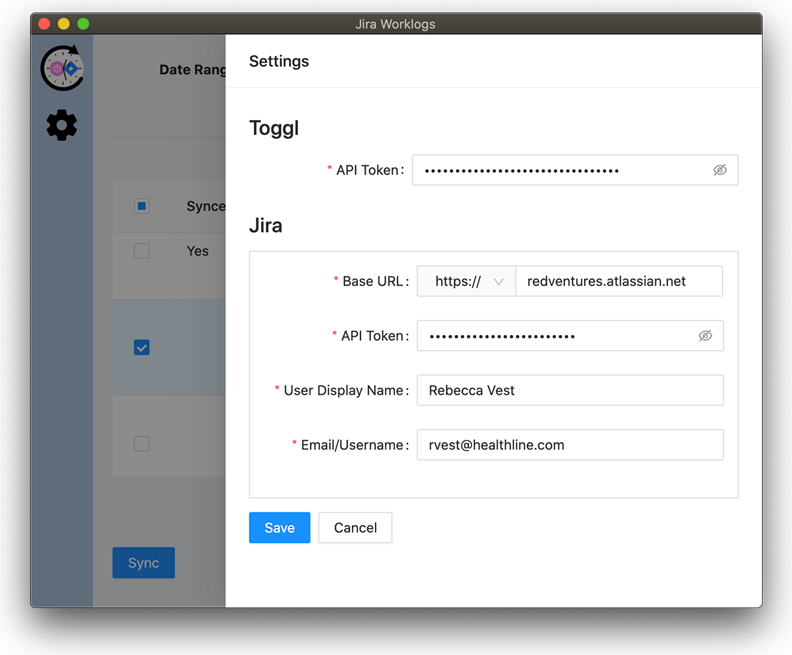 Jira Worklogs
Settings
Date Rang
Toggl
* API Token:
••••••••••••••••••••••••••••••••
Jira
Synce
Yes
* Base URL: https:// redventures.atlassian.net
* API Token: ••••••••••••••••••••••••
* User Display Name: Rebecca Vest
* Email/Username: rvest@healthline.com
Save Cancel
Sync